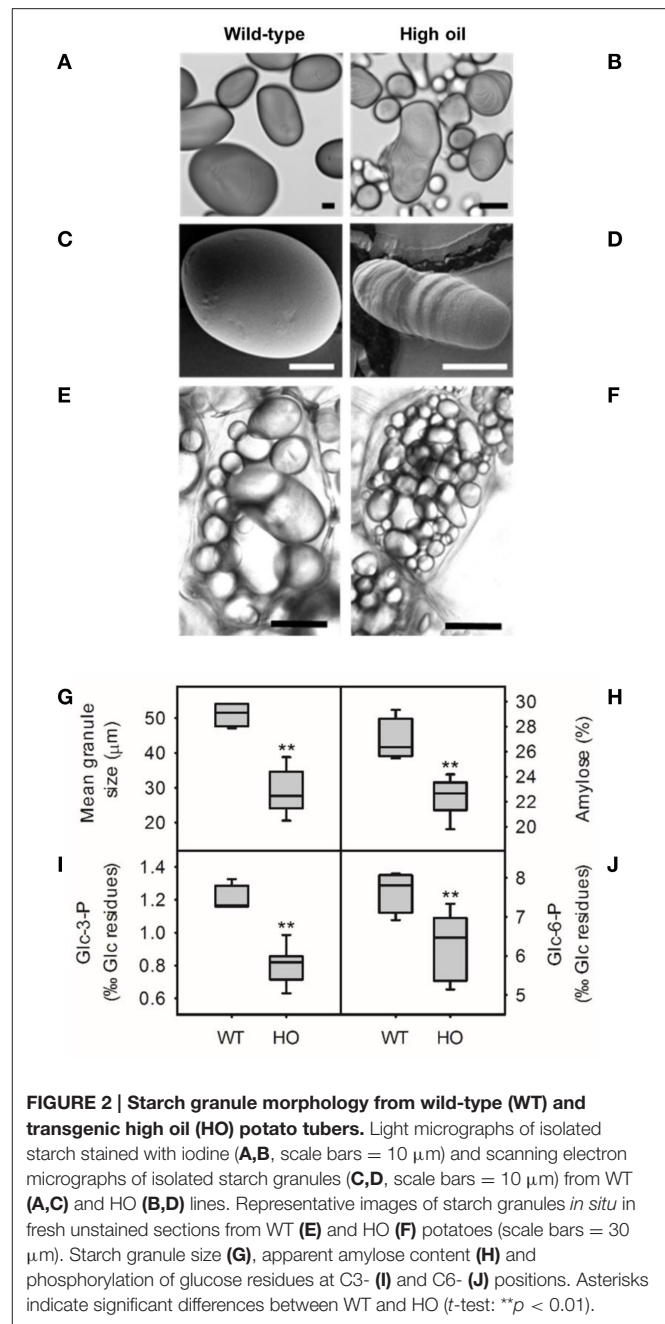 Wild-type High oil
A B
C D
E F
G H
Mean granule
size (μm)
50
40
30
20
**
30
28
26
24
22
20
**
Amylose (%)
I J
Glc-3-P
(‰ Glc residues)
1.4
1.2
1.0
0.8
0.6
**
8
7
6
5
**
Glc-6-P
(‰ Glc residues)
WT HO WT HO
FIGURE 2 | Starch granule morphology from wild-type (WT) and
transgenic high oil (HO) potato tubers. Light micrographs of isolated
starch stained with iodine (A,B, scale bars = 10 μm) and scanning electron
micrographs of isolated starch granules (C,D, scale bars = 10 μm) from WT
(A,C) and HO (B,D) lines. Representative images of starch granules in situ in
fresh unstained sections from WT (E) and HO (F) potatoes (scale bars = 30
μm). Starch granule size (G), apparent amylose content (H) and
phosphorylation of glucose residues at C3- (I) and C6- (J) positions. Asterisks
indicate significant differences between WT and HO (t-test: **p < 0.01).